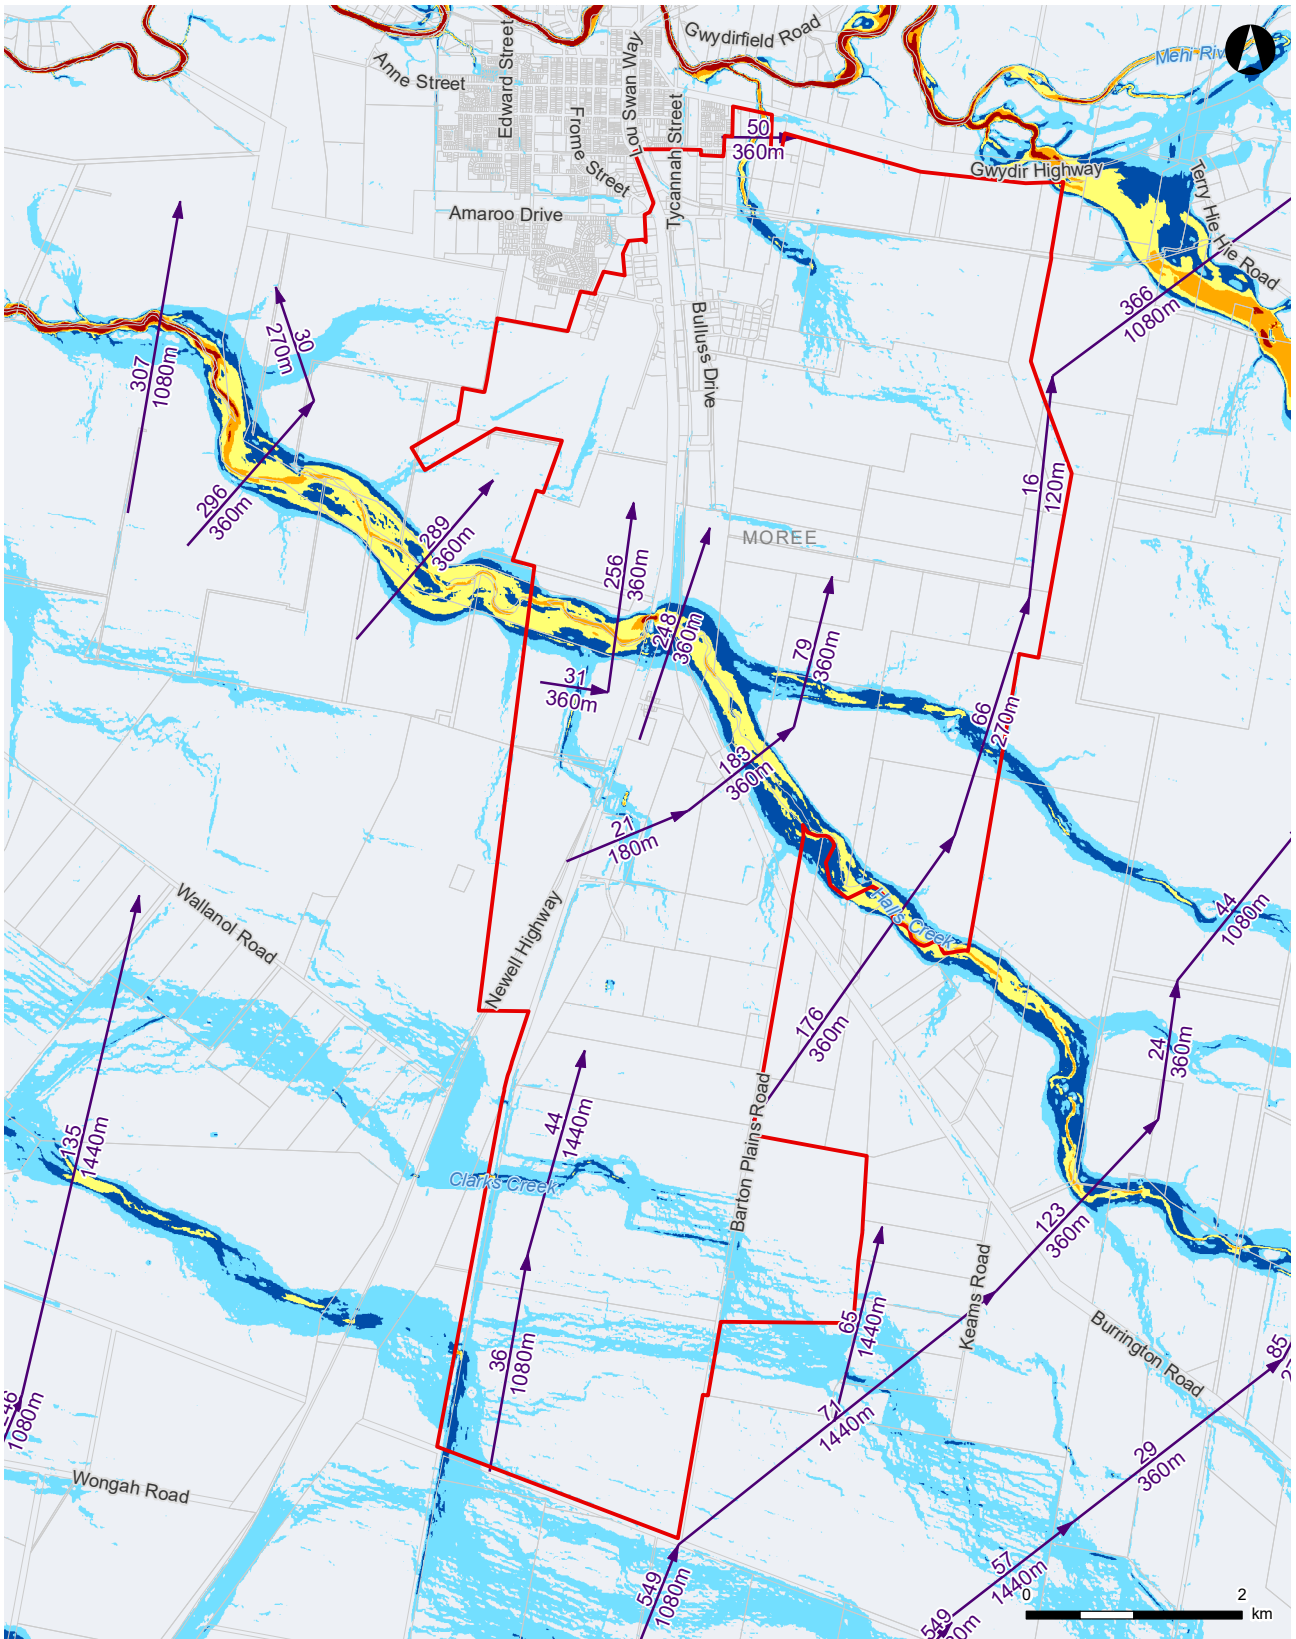 Gwydirfield Road
Mehi Riv
Anne Street
Edward Street
Lou Swan Way
Frome Street
Tycannah Street
50
360m
Gwydir Highway
Terry Hie Hie Road
Amaroo Drive
366
1080m
307
1080m
30
270m
Bulluss Drive
296
360m
289
360m
16
120m
MOREE
256
360m
248
360m
79
360m
31
360m
66
270m
183
360m
27
180m
Halls Creek
44
1080m
Wallanol Road
Newell Highway
176
360m
24
360m
135
1440m
44
1440m
Barton Plains Road
Clarks Creek
123
360m
Kearns Road
65
1440m
36
1080m
Burrington Road
85
1080m
71
1440m
29
360m
Wongah Road
57
1440m
549
1080m
549
0
2
km